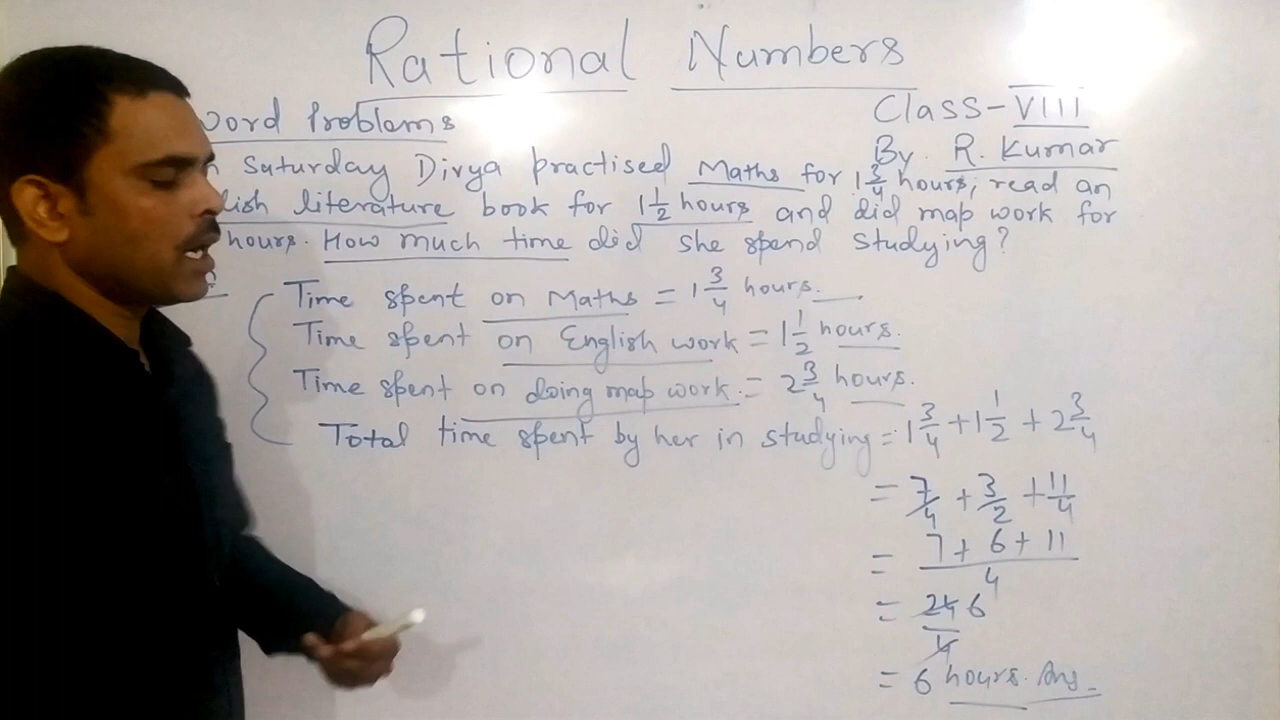 Rational Numbers
Word Problems
Class-VIII
By. R. Kumar
Saturday Divya practised Maths for 1 3/4 hours, read an
lish literature book for 1 1/2 hours and did map work for
hours. How much time did she spend studying?
Time spent on Maths = 1 3/4 hours.
Time spent on English work = 1 1/2 hours.
Time spent on doing map work = 2 3/4 hours.
Total time spent by her in studying = 1 3/4 + 1 1/2 + 2 3/4
= 7/4 + 3/2 + 11/4
= 7 + 6 + 11 / 4
= 24 6 / 4
= 6 hours. Ans.